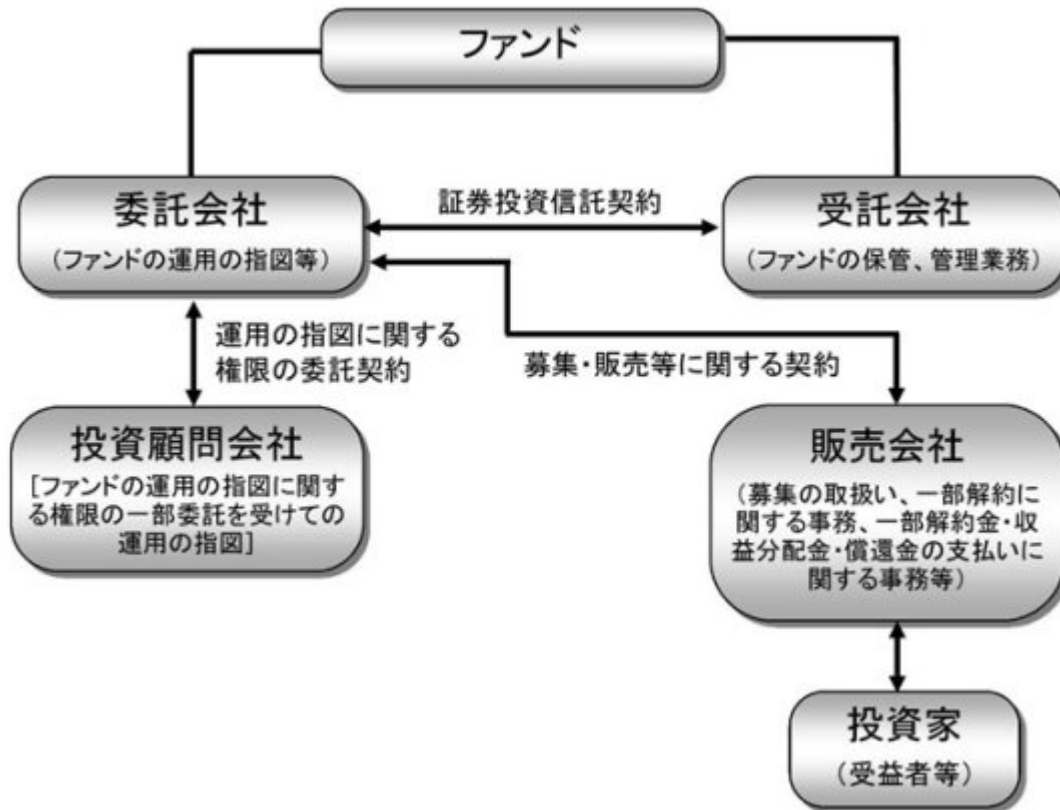 ファンド
委託会社
（ファンドの運用の指図等）
証券投資信託契約
受託会社
（ファンドの保管、管理業務）
運用の指図に関する
権限の委託契約
募集・販売等に関する契約
投資顧問会社
[ファンドの運用の指図に関す
る権限の一部委託を受けての
運用の指図]
販売会社
（募集の取扱い、一部解約に
関する事務、一部解約金・収
益分配金・償還金の支払いに
関する事務等）
投資家
（受益者等）